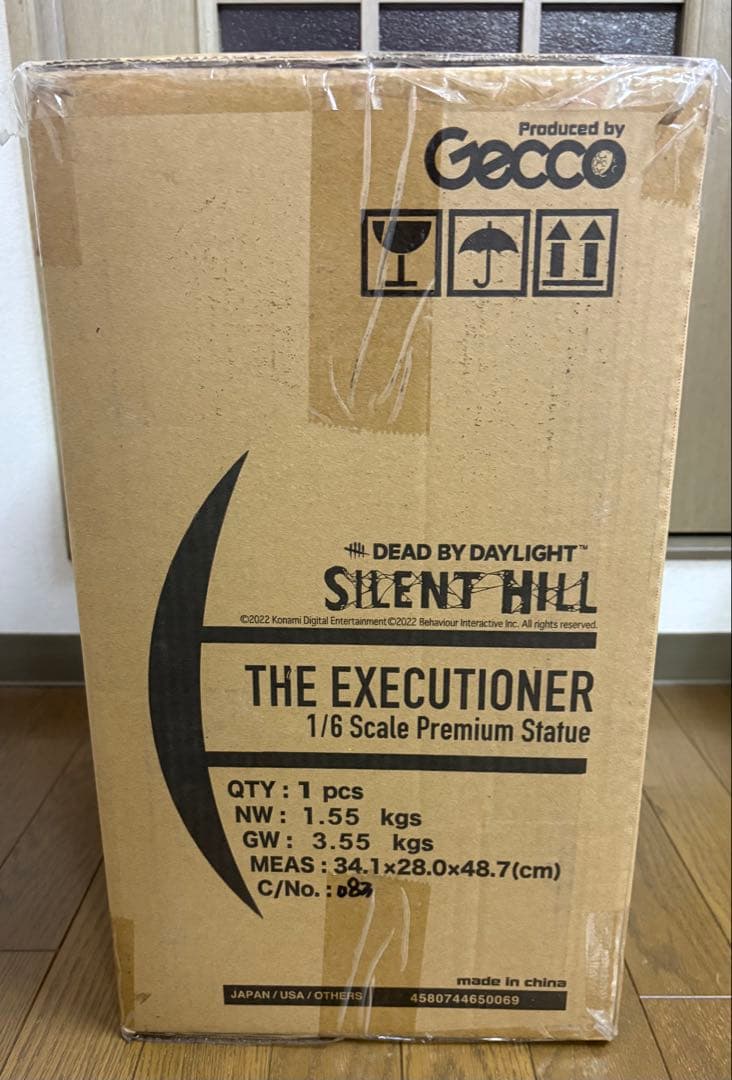 Produced by
Gecco
DEAD BY DAYLIGHT™
SILENT HILL
©2022 Konami Digital Entertainment ©2022 Behaviour Interactive Inc. All rights reserved.
THE EXECUTIONER
1/6 Scale Premium Statue
QTY : 1 pcs
NW : 1.55 kgs
GW : 3.55 kgs
MEAS : 34.1×28.0×48.7(cm)
C/No. : 083
made in china
JAPAN / USA / OTHERS 4580744650069